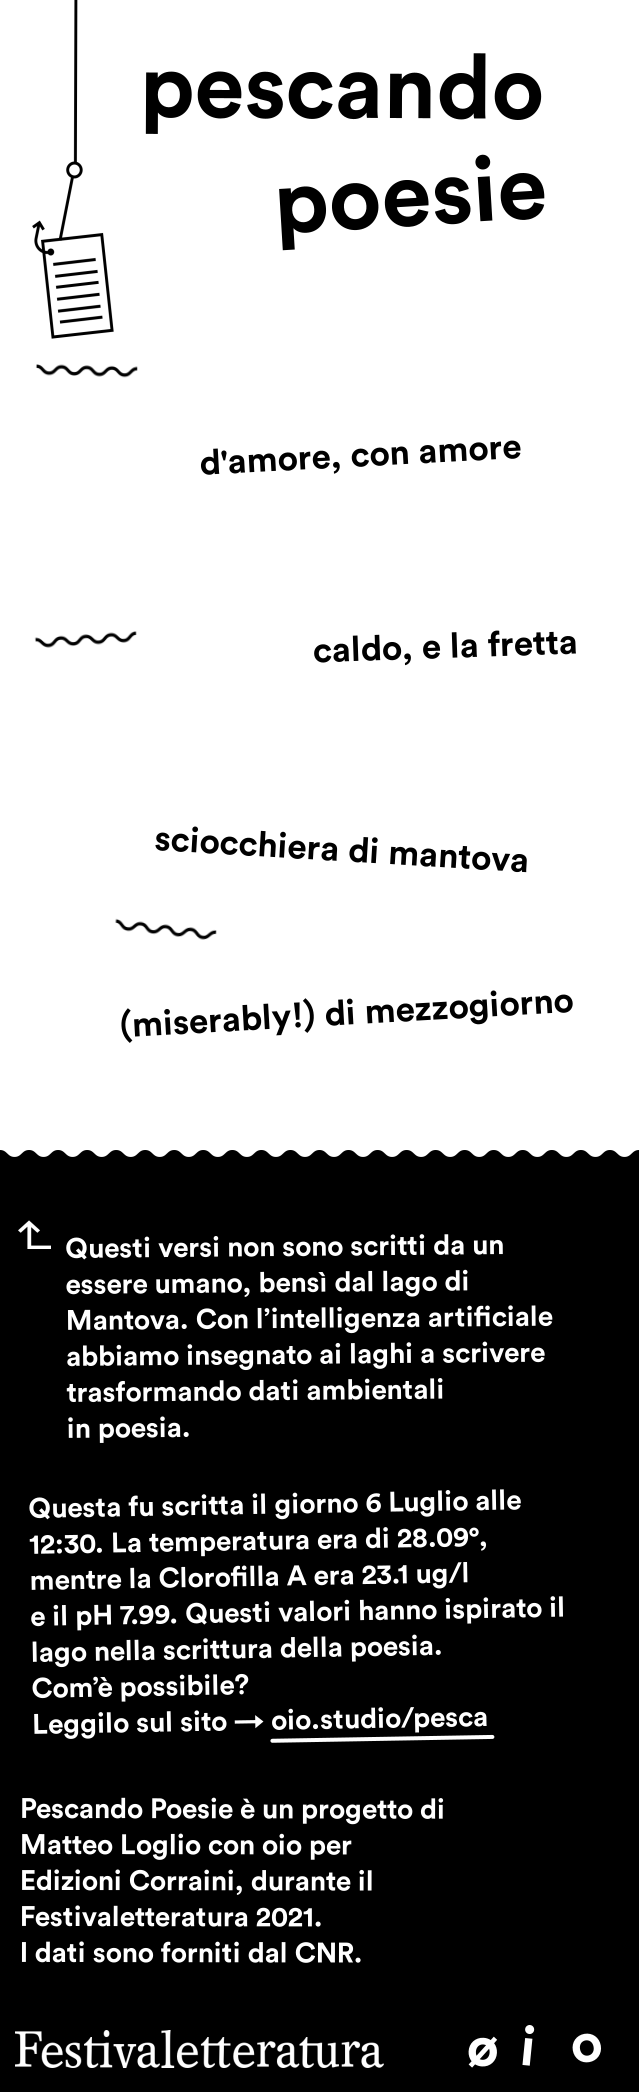 pescando
poesie
d'amore, con amore
caldo, e la fretta
sciocchiera di mantova
(miserably!) di mezzogiorno
Questi versi non sono scritti da un
essere umano, bensì dal lago di
Mantova. Con l’intelligenza artificiale
abbiamo insegnato ai laghi a scrivere
trasformando dati ambientali
in poesia.
Questa fu scritta il giorno 6 Luglio alle
12:30. La temperatura era di 28.09°,
mentre la Clorofilla A era 23.1 ug/l
e il pH 7.99. Questi valori hanno ispirato il
lago nella scrittura della poesia.
Com’è possibile?
Leggilo sul sito → oio.studio/pesca
Pescando Poesie è un progetto di
Matteo Loglio con oio per
Edizioni Corraini, durante il
Festivaletteratura 2021.
I dati sono forniti dal CNR.
Festivaletteratura ø i o